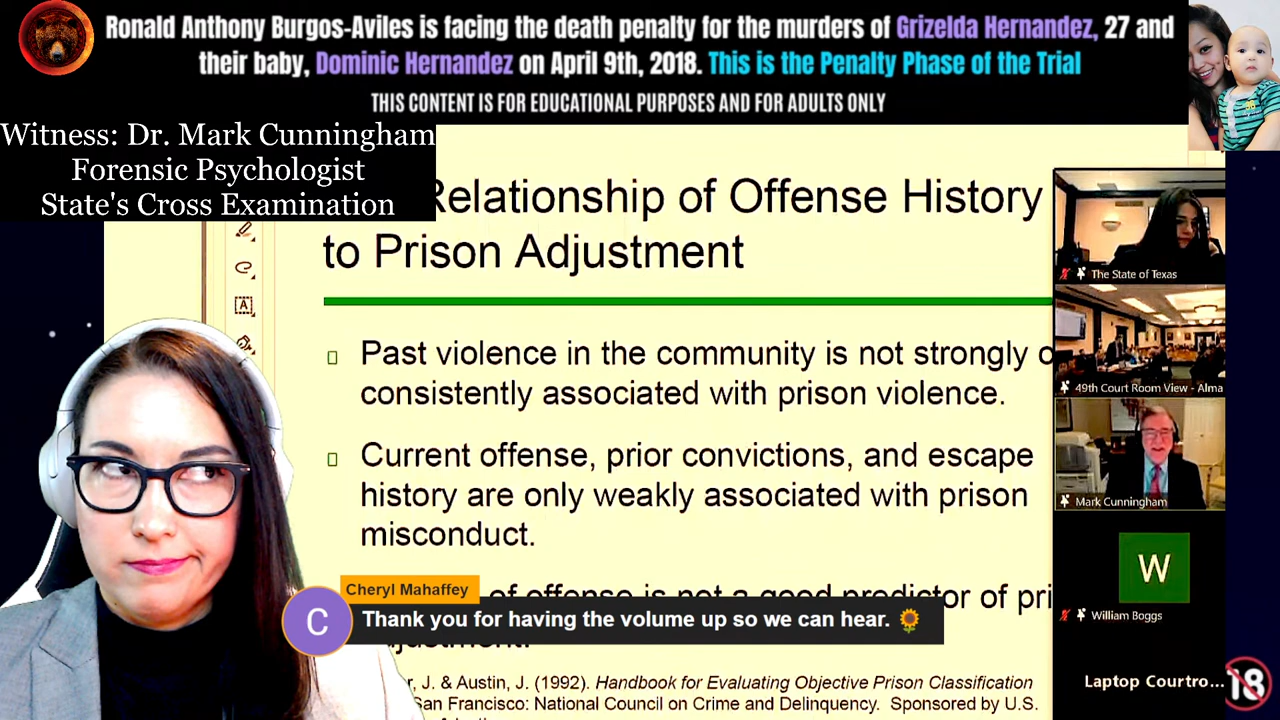 Ronald Anthony Burgos-Aviles is facing the death penalty for the murders of Grizelda Hernandez, 27 and
their baby, Dominic Hernandez on April 9th, 2018. This is the Penalty Phase of the Trial
THIS CONTENT IS FOR EDUCATIONAL PURPOSES AND FOR ADULTS ONLY
Witness: Dr. Mark Cunningham
Forensic Psychologist
State's Cross Examination
Relationship of Offense History
to Prison Adjustment
Past violence in the community is not strongly
consistently associated with prison violence.
Current offense, prior convictions, and escape
history are only weakly associated with prison
misconduct.
of offense is not a good predictor of
Cheryl Mahaffey
C
Thank you for having the volume up so we can hear.
J. & Austin, J. (1992). Handbook for Evaluating Objective Prison Classification
San Francisco: National Council on Crime and Delinquency. Sponsored by U.S.
The State of Texas
49th Court Room View - Alma
Mark Cunningham
W
William Boggs
Laptop Courtro...
18